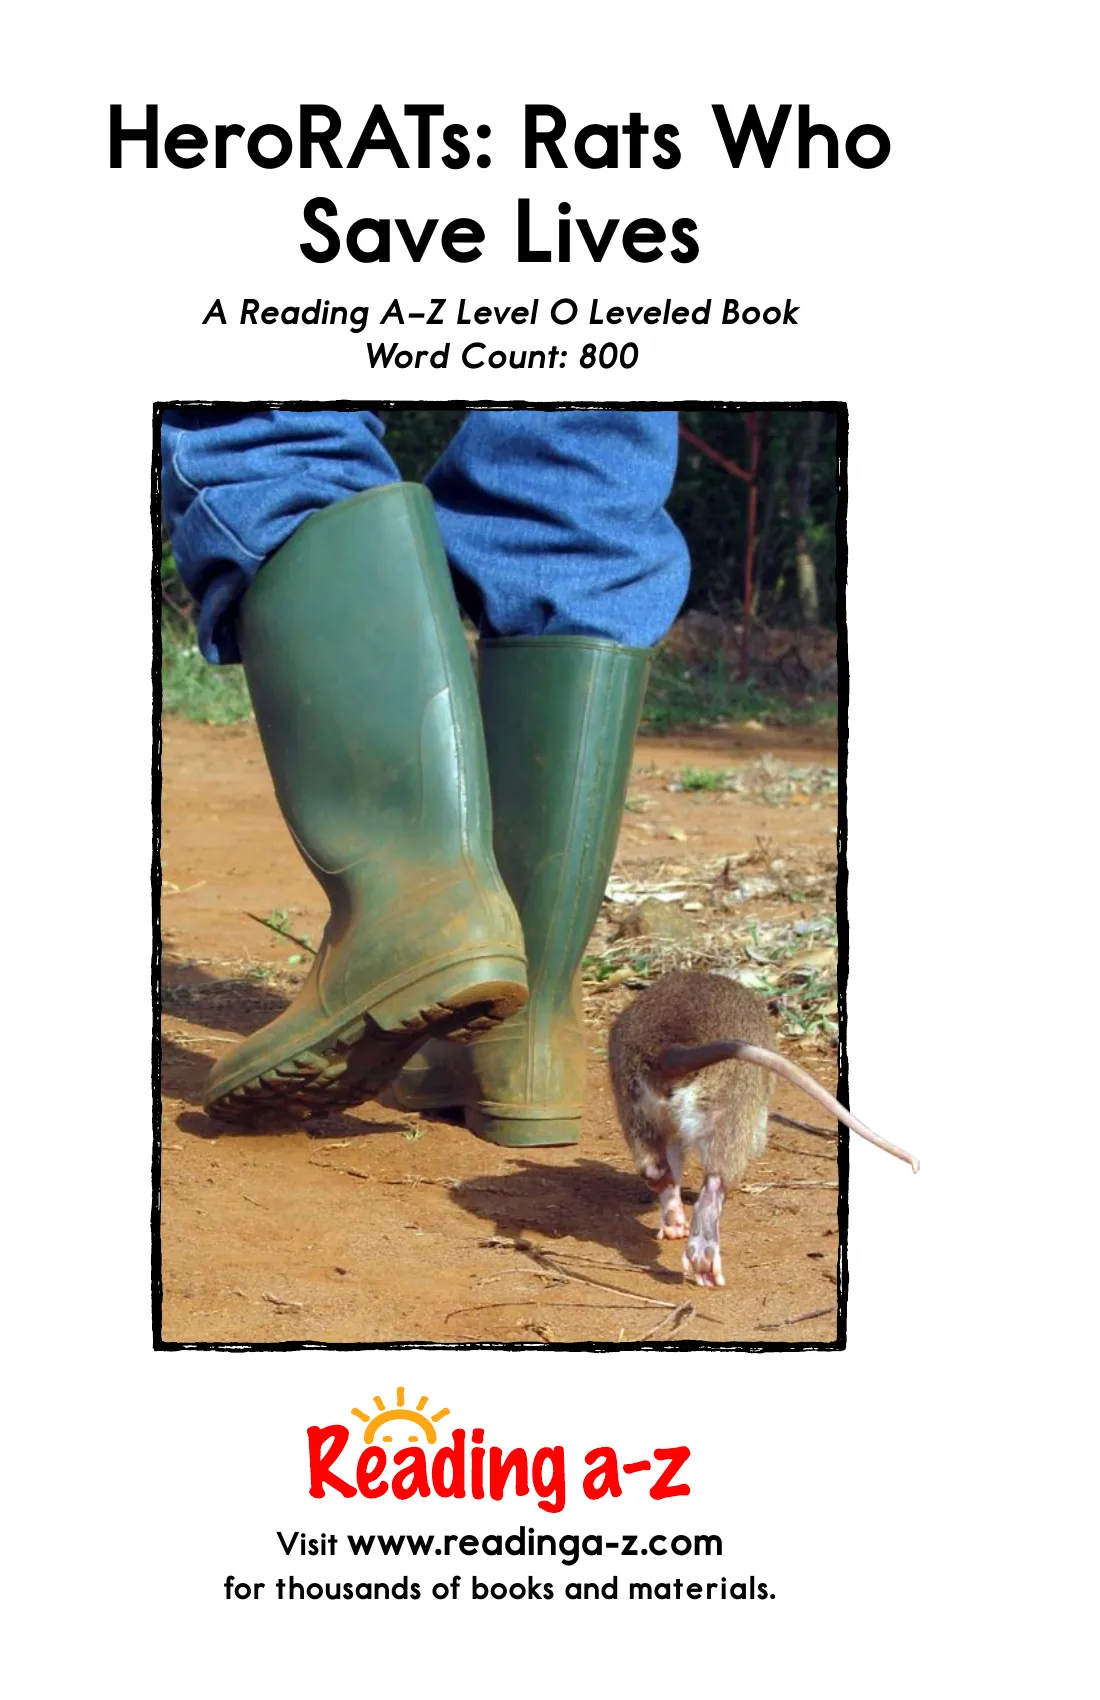 HeroRATs: Rats Who
Save Lives
A Reading A–Z Level O Leveled Book
Word Count: 800
Reading a-z
Visit www.readinga-z.com
for thousands of books and materials.